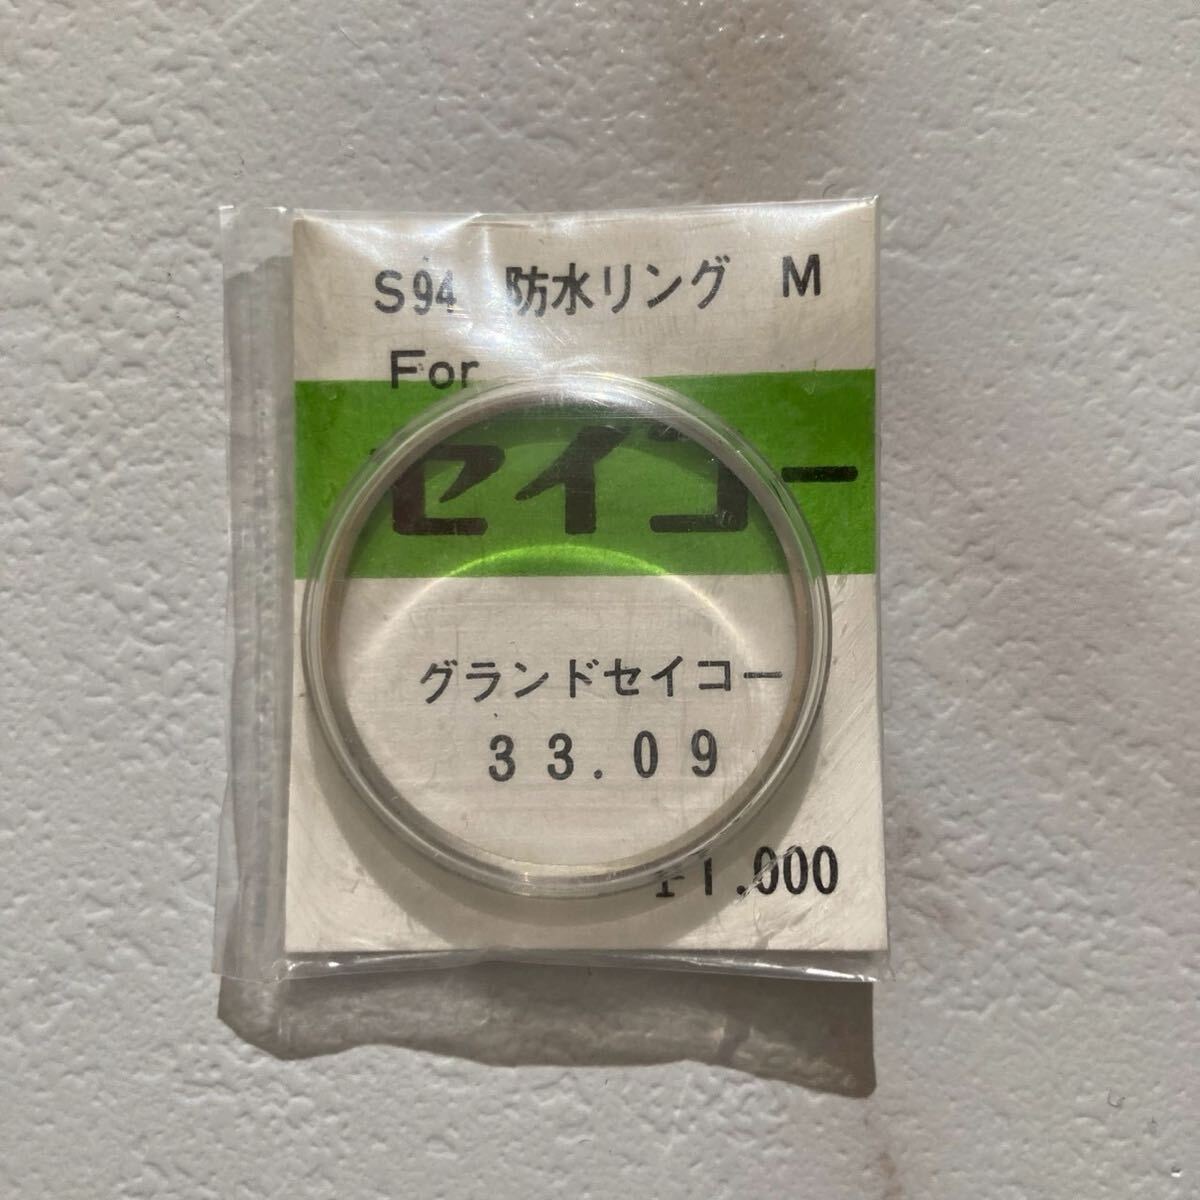 S94 防水リング M
For
セイコー
グランドセイコー
33.09
¥1.000